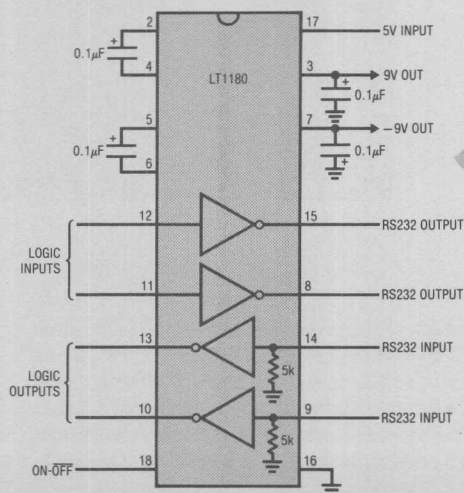 2
17
5V INPUT
+
0.1μF
LT1180
4
3
9V OUT
+
0.1μF
5
7
−9V OUT
+
0.1μF
0.1μF
+
6
12
15
RS232 OUTPUT
LOGIC
INPUTS
11
8
RS232 OUTPUT
13
14
RS232 INPUT
5k
LOGIC
OUTPUTS
10
9
RS232 INPUT
5k
ON-OFF
18
16